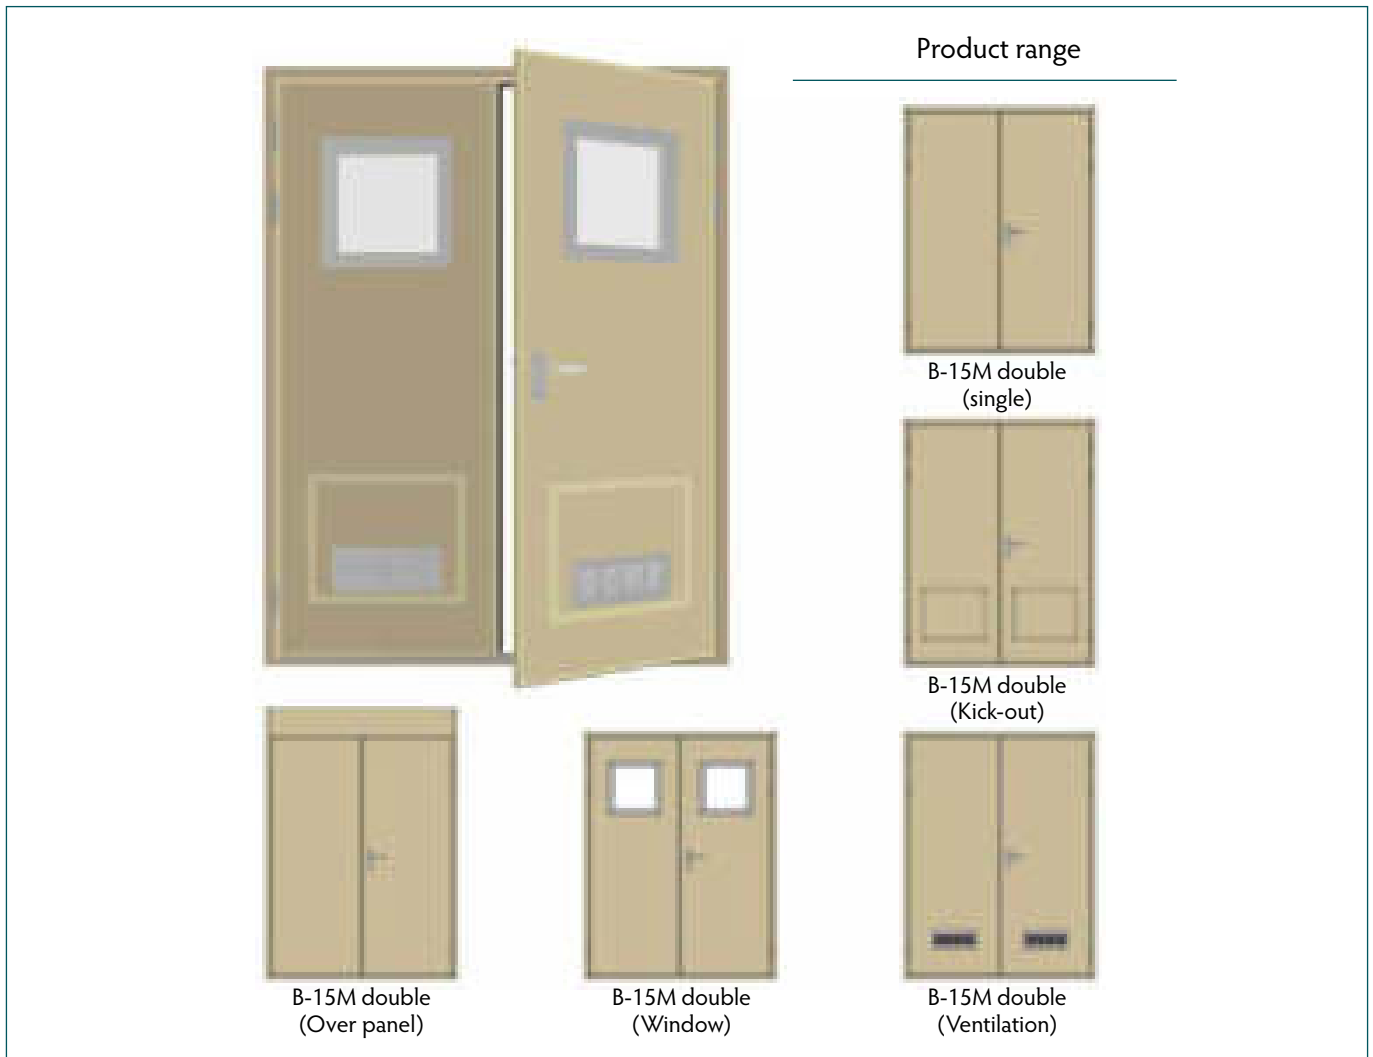 Product range
B-15M double
(single)
B-15M double
(Kick-out)
B-15M double
(Over panel)
B-15M double
(Window)
B-15M double
(Ventilation)